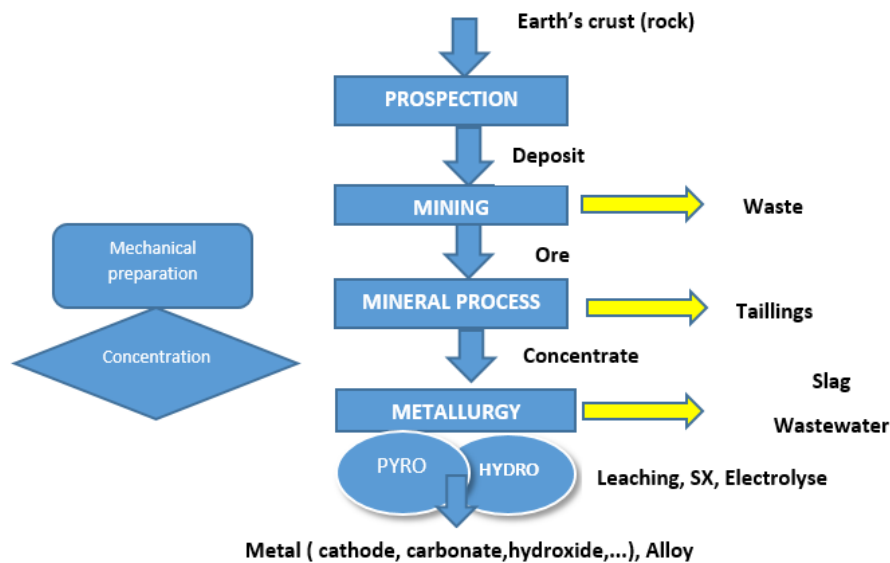 Earth's crust (rock)
PROSPECTION
Deposit
MINING
Waste
Mechanical
preparation
Ore
MINERAL PROCESS
Taillings
Concentration
Concentrate
Slag
METALLURGY
Wastewater
PYRO
HYDRO
Leaching, SX, Electrolyse
Metal ( cathode, carbonate,hydroxide,...), Alloy